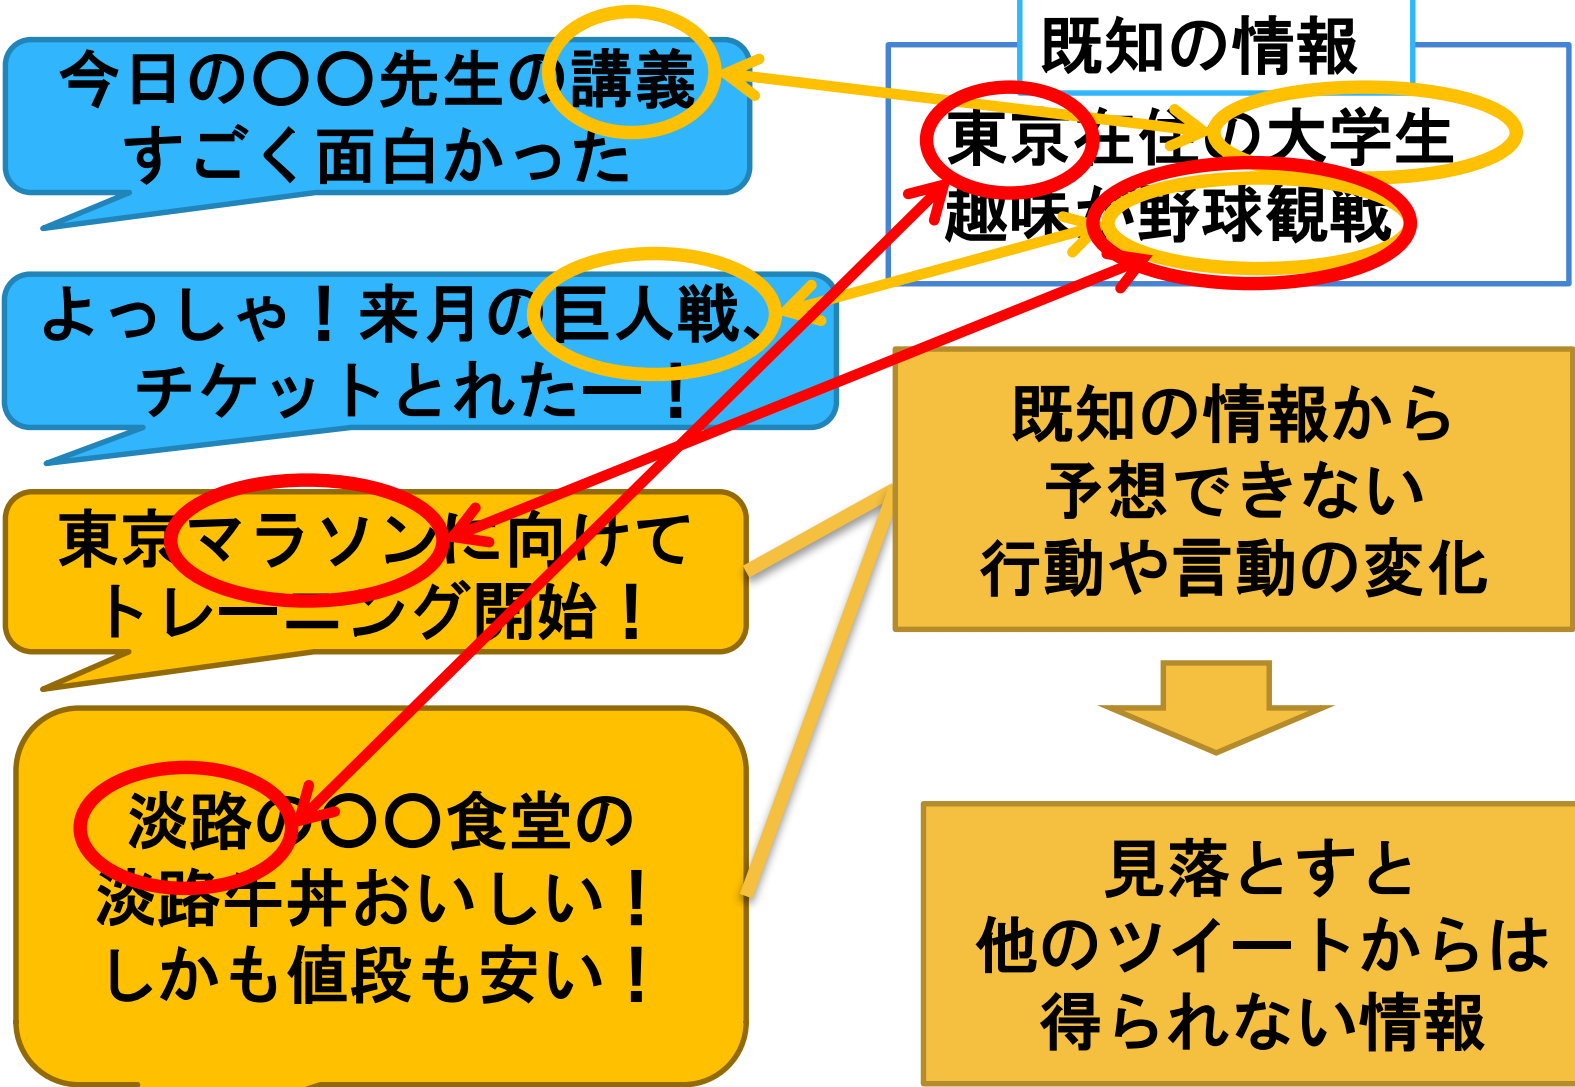 今日の〇〇先生の講義
すごく面白かった
よっしゃ！来月の巨人戦、
チケットとれたー！
東京マラソンに向けて
トレーニング開始！
淡路の〇〇食堂の
淡路牛丼おいしい！
しかも値段も安い！
既知の情報
東京在住の大学生
趣味が野球観戦
既知の情報から
予想できない
行動や言動の変化
見落とすと
他のツイートからは
得られない情報